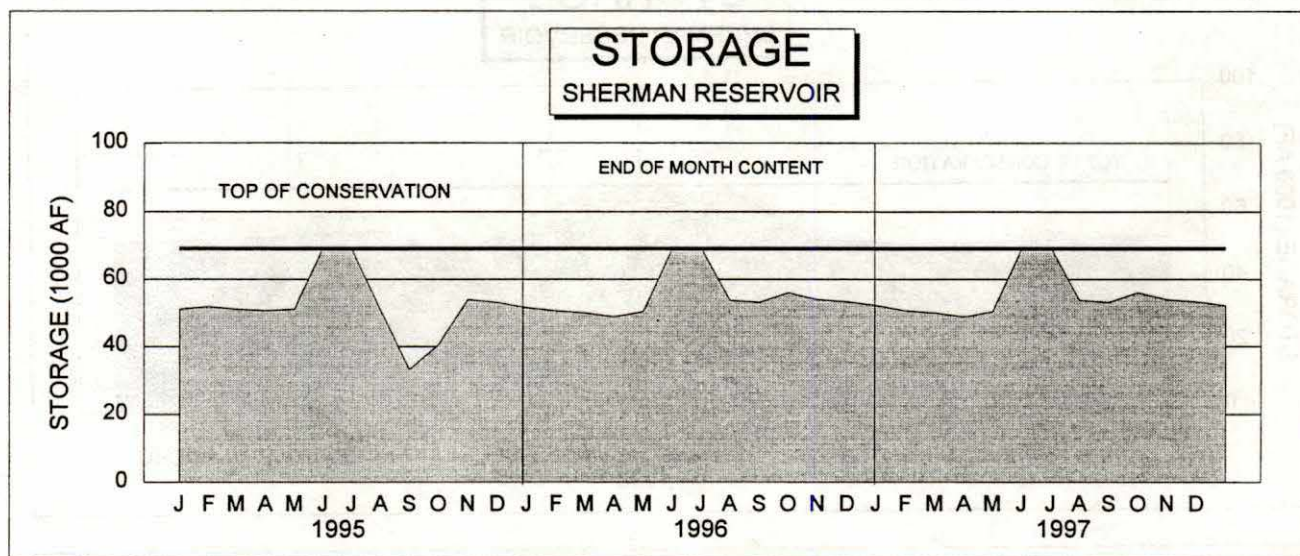 STORAGE
SHERMAN RESERVOIR
STORAGE (1000 AF)
100
80
60
40
20
0
TOP OF CONSERVATION
END OF MONTH CONTENT
J F M A M J J A S O N D J F M A M J J A S O N D J F M A M J J A S O N D
1995 1996 1997